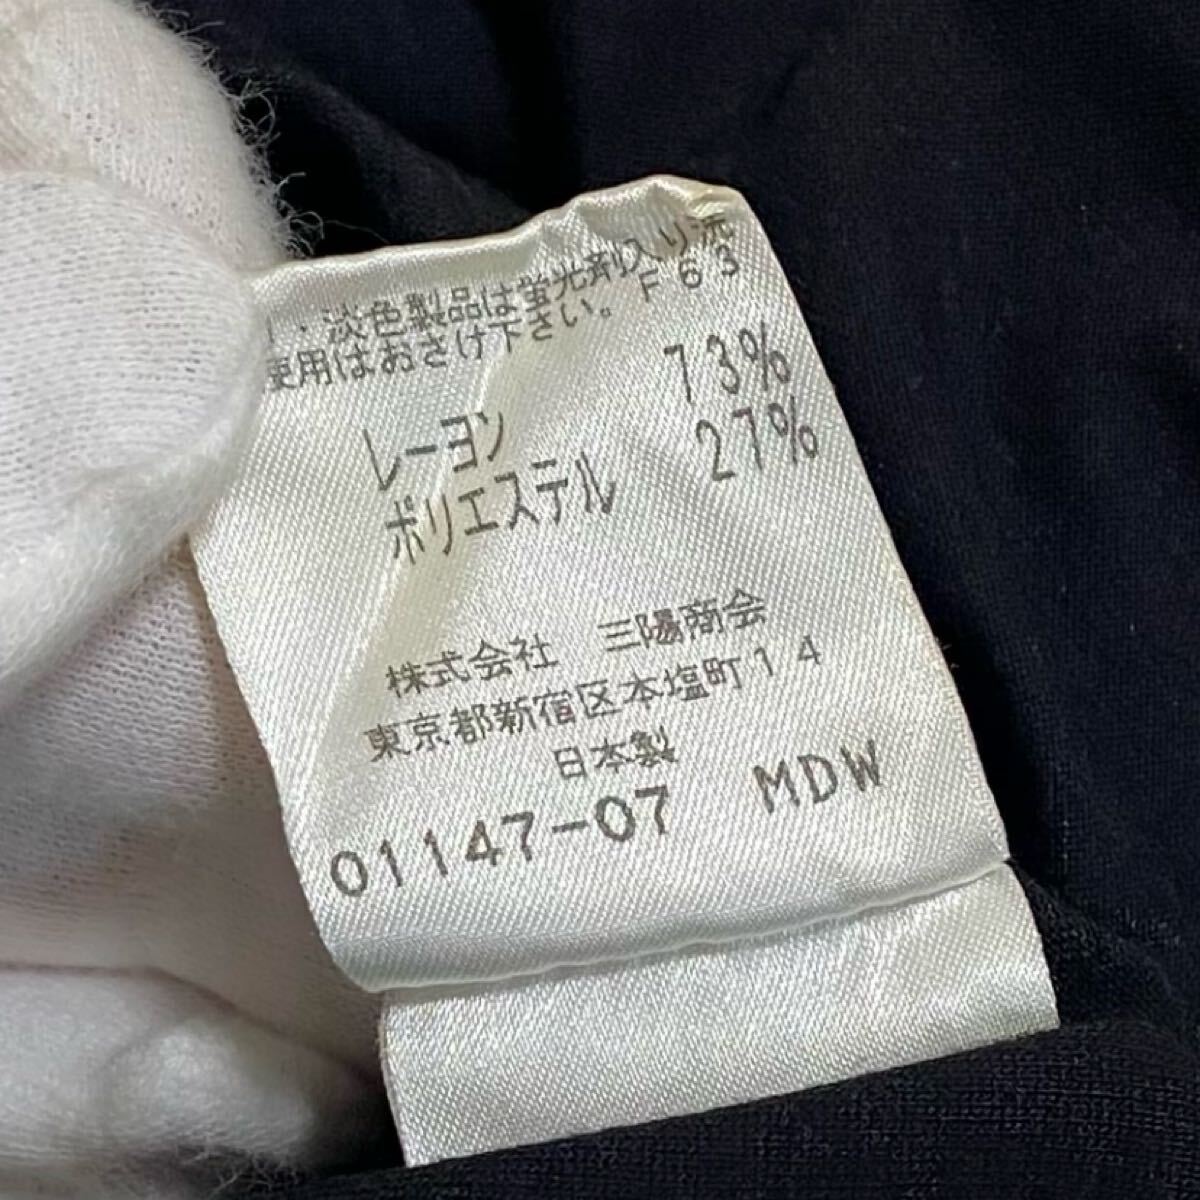 ・淡色製品は蛍光剤入り洗
使用はおさけ下さい。F63
レーヨン 73%
ポリエステル 27%
株式会社 三陽商会
東京都新宿区本塩町14
日本製
01147-07 MDW